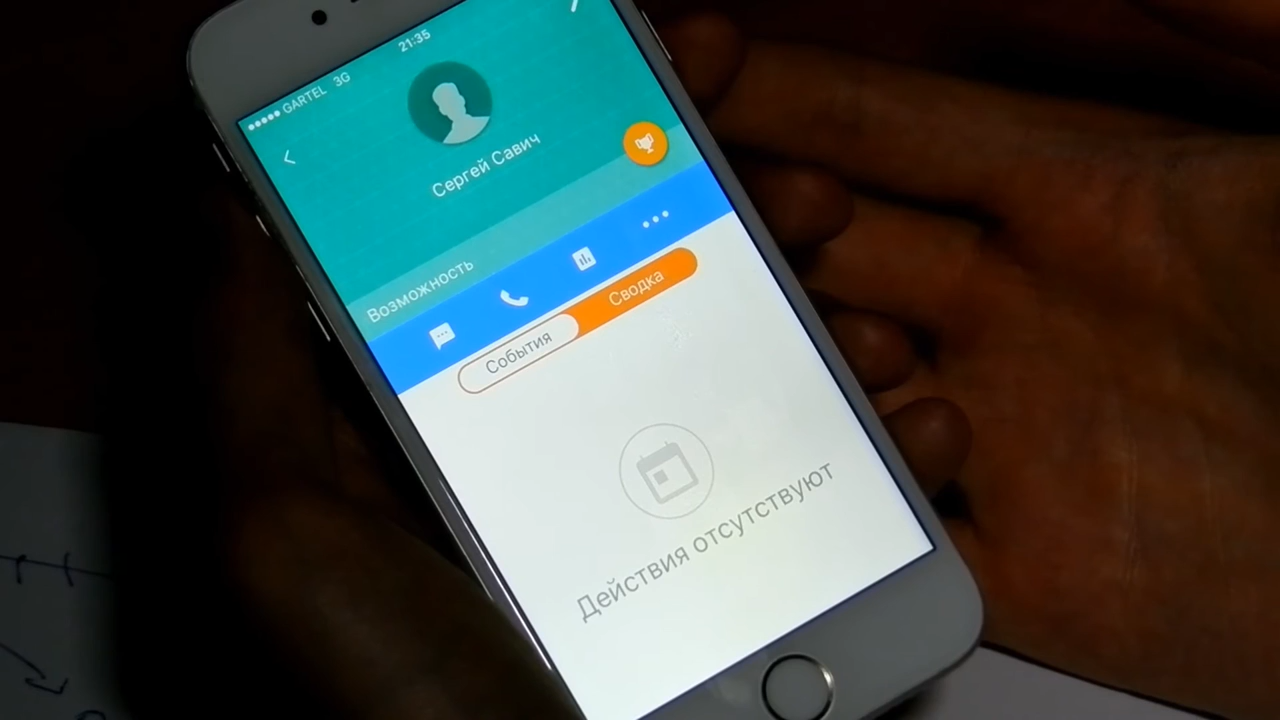 GARTEL 3G 21:35
Сергей Савич
Возможность
События Сводка
Действия отсутствуют